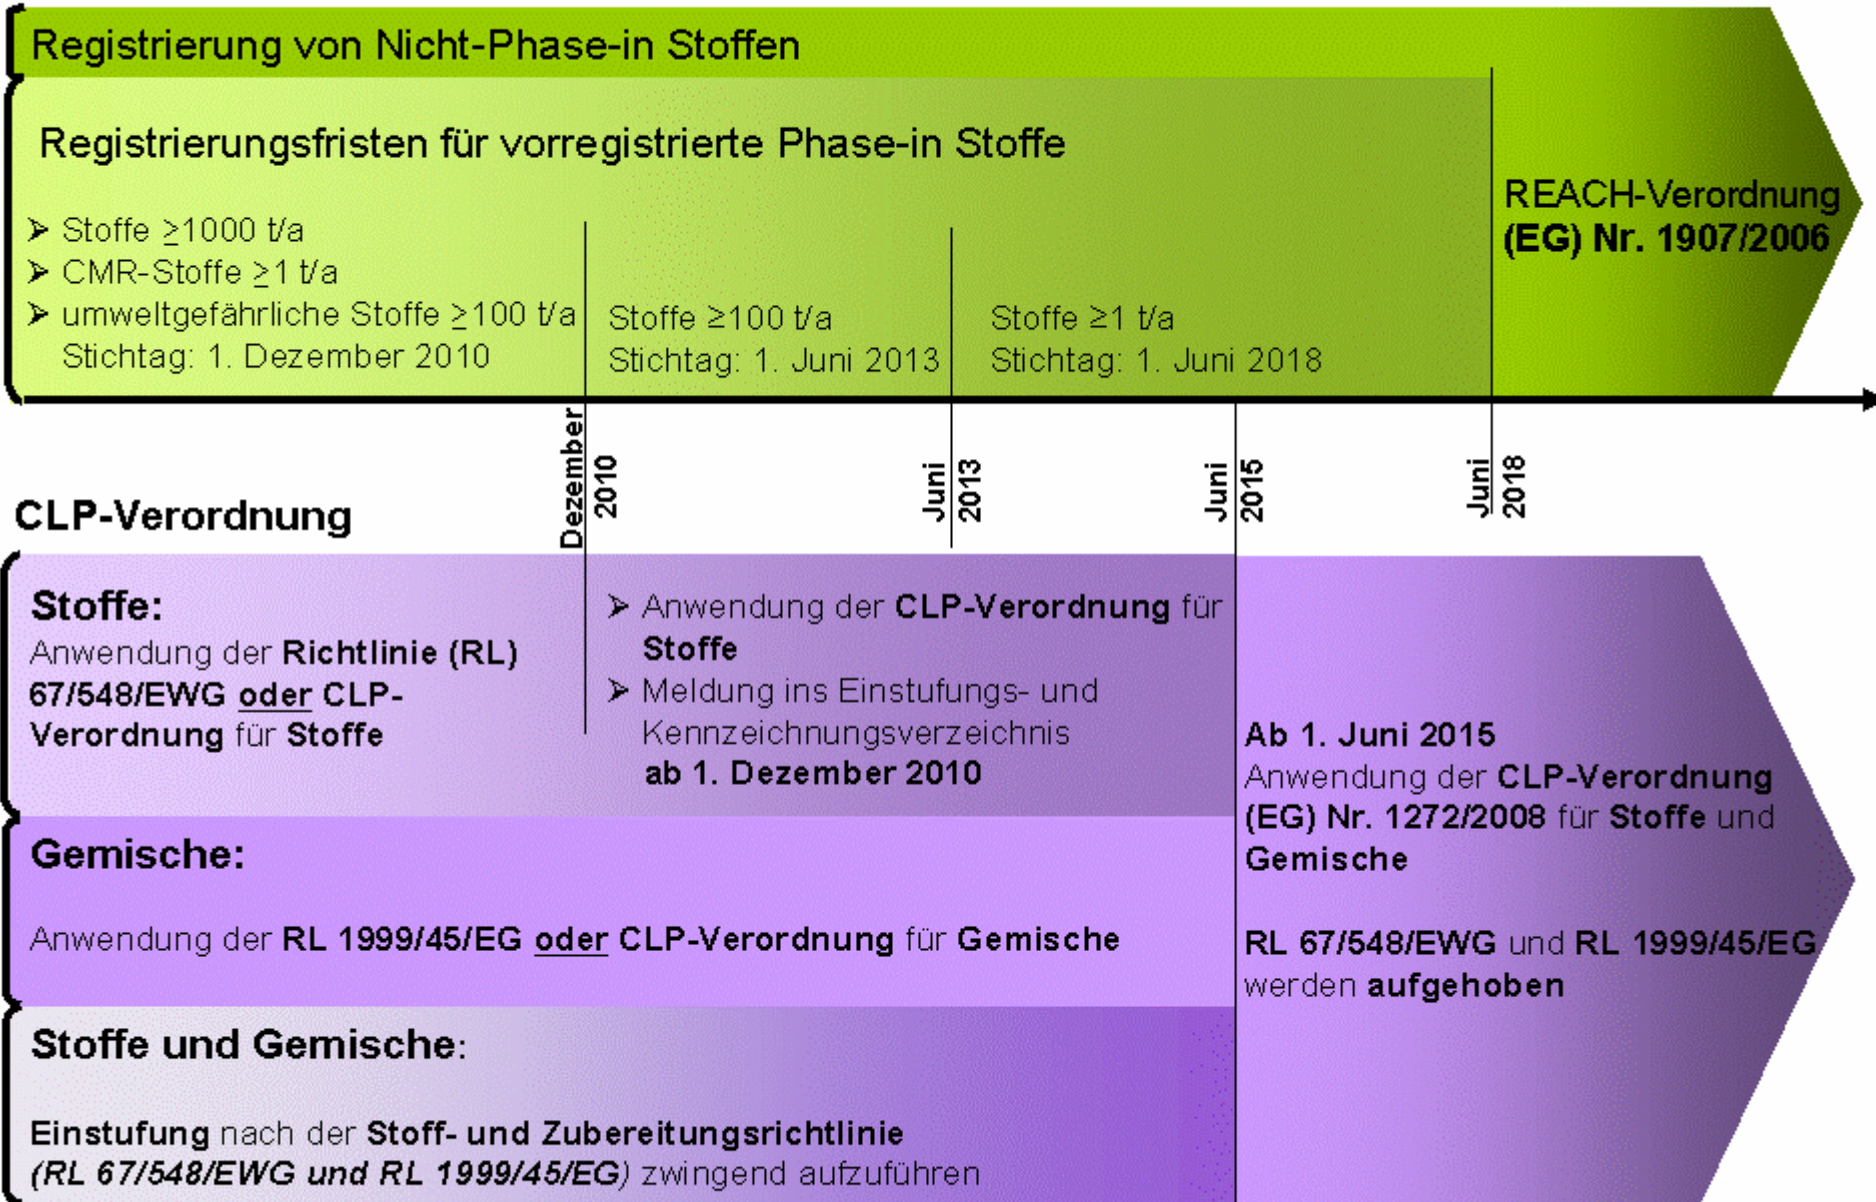 Registrierung von Nicht-Phase-in Stoffen
Registrierungsfristen für vorregistrierte Phase-in Stoffe
➤ Stoffe ≥1000 t/a
➤ CMR-Stoffe ≥1 t/a
➤ umweltgefährliche Stoffe ≥100 t/a
Stichtag: 1. Dezember 2010
Stoffe ≥100 t/a
Stichtag: 1. Juni 2013
Stoffe ≥1 t/a
Stichtag: 1. Juni 2018
REACH-Verordnung
(EG) Nr. 1907/2006
Dezember
2010
Juni
2013
Juni
2015
Juni
2018
CLP-Verordnung
Stoffe:
Anwendung der Richtlinie (RL)
67/548/EWG oder CLP-
Verordnung für Stoffe
➤ Anwendung der CLP-Verordnung für
Stoffe
➤ Meldung ins Einstufungs- und
Kennzeichnungsverzeichnis
ab 1. Dezember 2010
Gemische:
Anwendung der RL 1999/45/EG oder CLP-Verordnung für Gemische
Stoffe und Gemische:
Einstufung nach der Stoff- und Zubereitungsrichtlinie
(RL 67/548/EWG und RL 1999/45/EG) zwingend aufzuführen
Ab 1. Juni 2015
Anwendung der CLP-Verordnung
(EG) Nr. 1272/2008 für Stoffe und
Gemische
RL 67/548/EWG und RL 1999/45/EG
werden aufgehoben